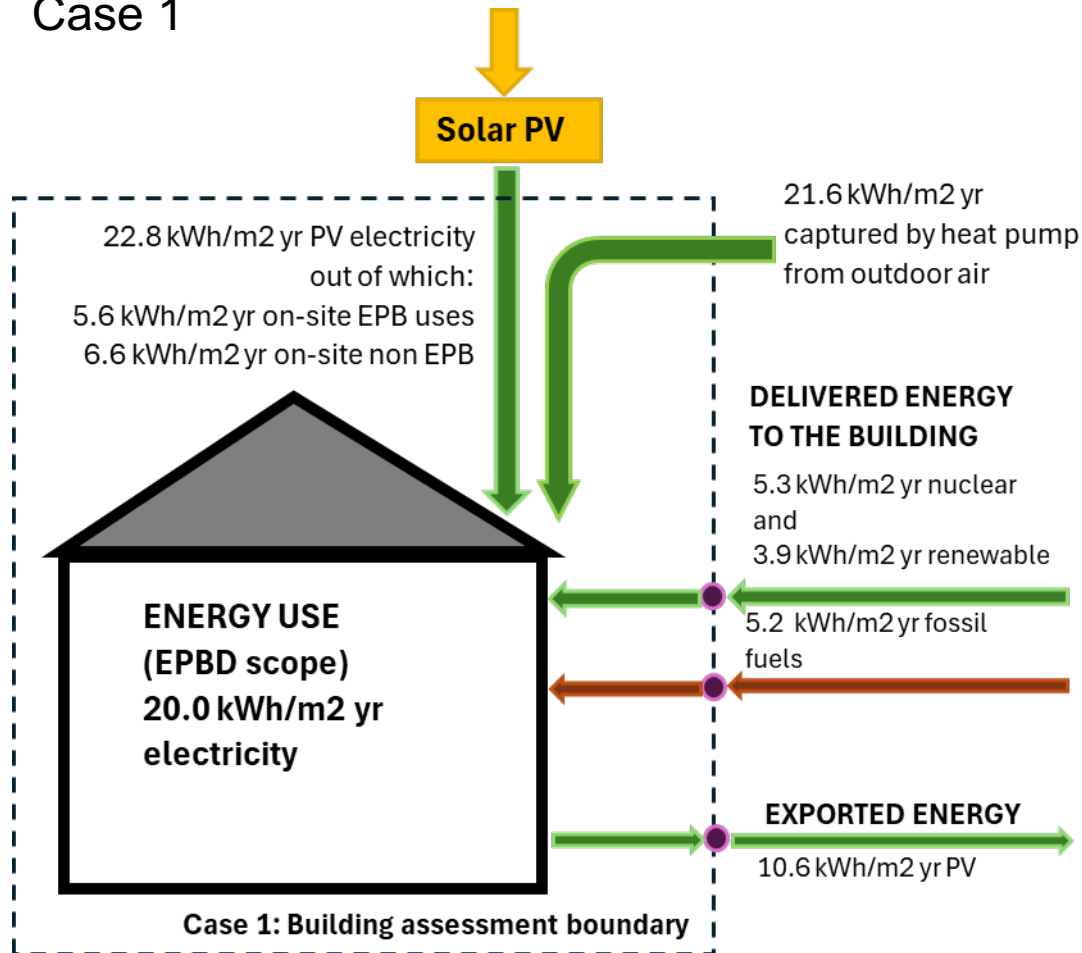 Case 1
Solar PV
22.8 kWh/m2 yr PV electricity
out of which:
5.6 kWh/m2 yr on-site EPB uses
6.6 kWh/m2 yr on-site non EPB
21.6 kWh/m2 yr
captured by heat pump
from outdoor air
DELIVERED ENERGY
TO THE BUILDING
5.3 kWh/m2 yr nuclear
and
3.9 kWh/m2 yr renewable
5.2 kWh/m2 yr fossil
fuels
ENERGY USE
(EPBD scope)
20.0 kWh/m2 yr
electricity
EXPORTED ENERGY
10.6 kWh/m2 yr PV
Case 1: Building assessment boundary